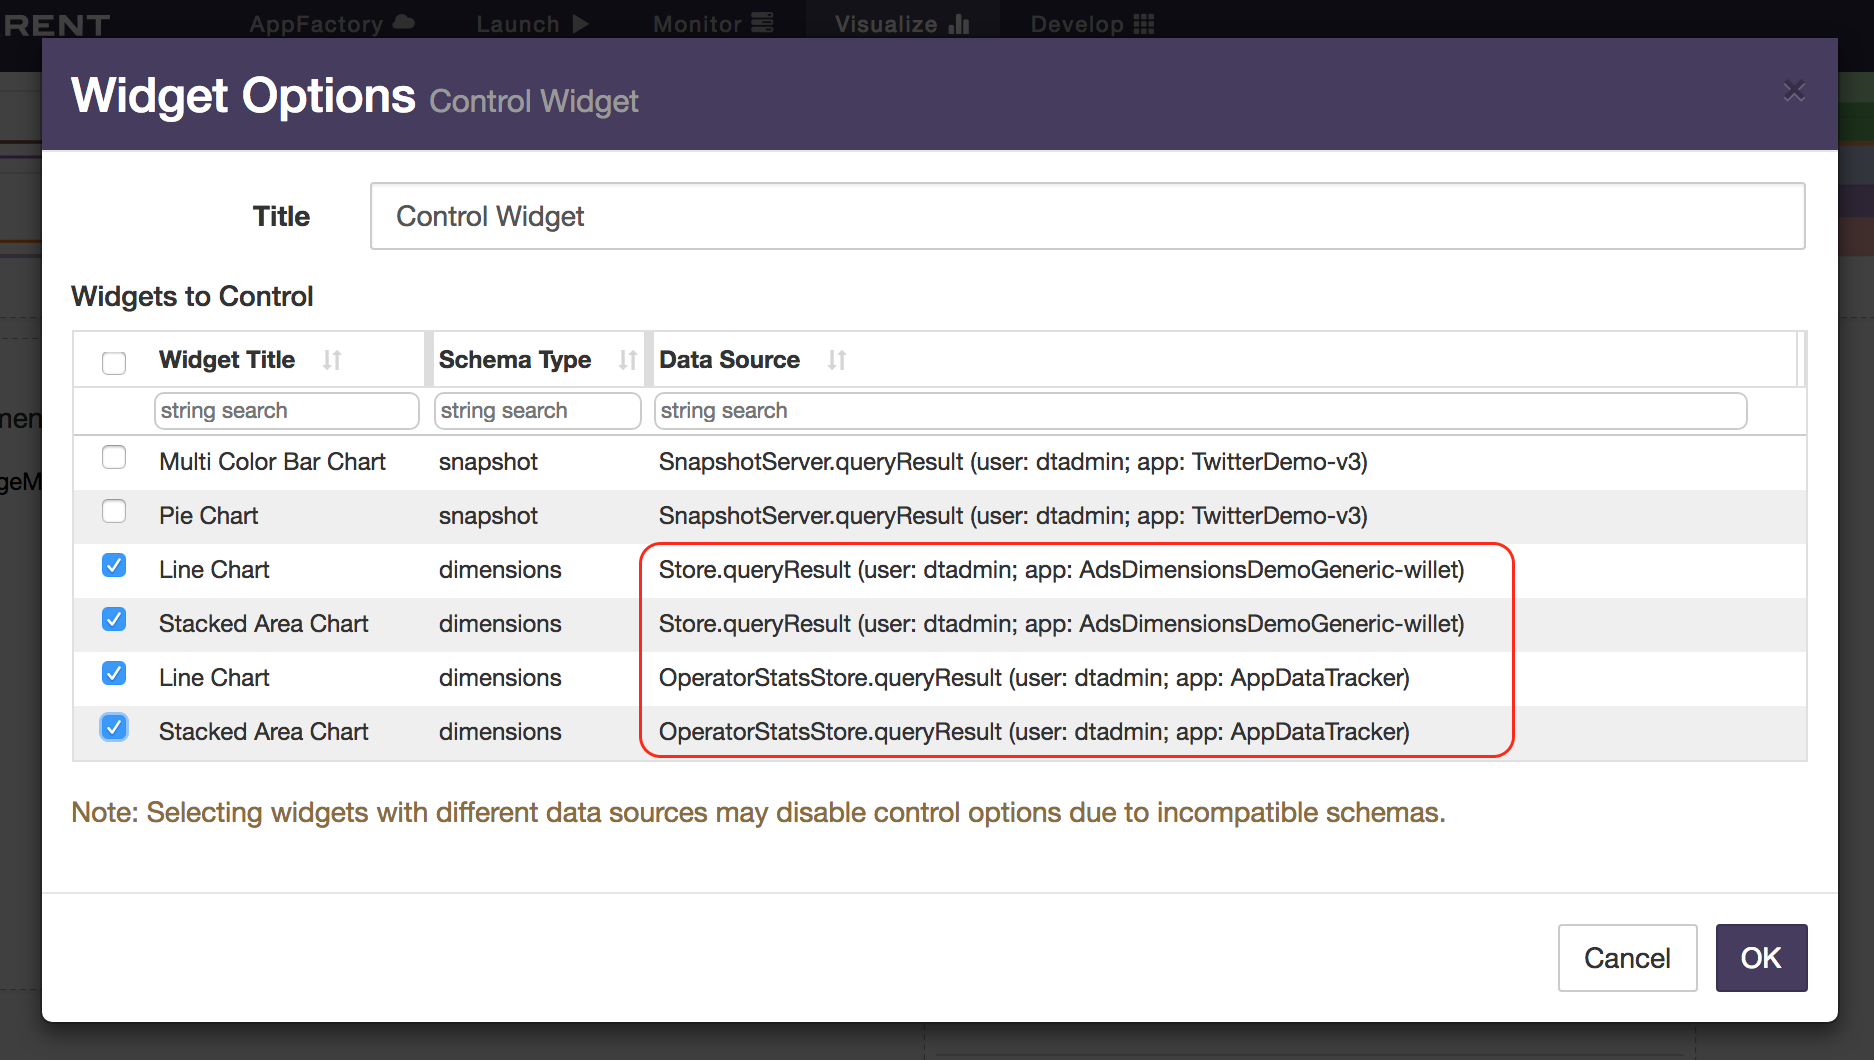 RENT AppFactory Launch Monitor Visualize Develop
Widget Options Control Widget
Title Control Widget
Widgets to Control
Widget Title Schema Type Data Source
string search string search string search
Multi Color Bar Chart snapshot SnapshotServer.queryResult (user: dtadmin; app: TwitterDemo-v3)
Pie Chart snapshot SnapshotServer.queryResult (user: dtadmin; app: TwitterDemo-v3)
Line Chart dimensions Store.queryResult (user: dtadmin; app: AdsDimensionsDemoGeneric-willet)
Stacked Area Chart dimensions Store.queryResult (user: dtadmin; app: AdsDimensionsDemoGeneric-willet)
Line Chart dimensions OperatorStatsStore.queryResult (user: dtadmin; app: AppDataTracker)
Stacked Area Chart dimensions OperatorStatsStore.queryResult (user: dtadmin; app: AppDataTracker)
Note: Selecting widgets with different data sources may disable control options due to incompatible schemas.
Cancel OK